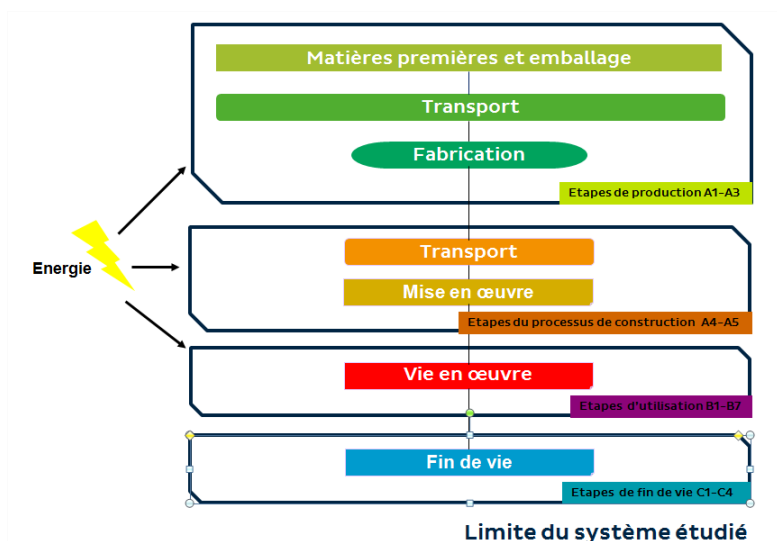 Matières premières et emballage
Transport
Fabrication
Etapes de production A1-A3
Energie
Transport
Mise en œuvre
Etapes du processus de construction A4-A5
Vie en œuvre
Etapes d'utilisation B1-B7
Fin de vie
Etapes de fin de vie C1-C4
Limite du système étudié